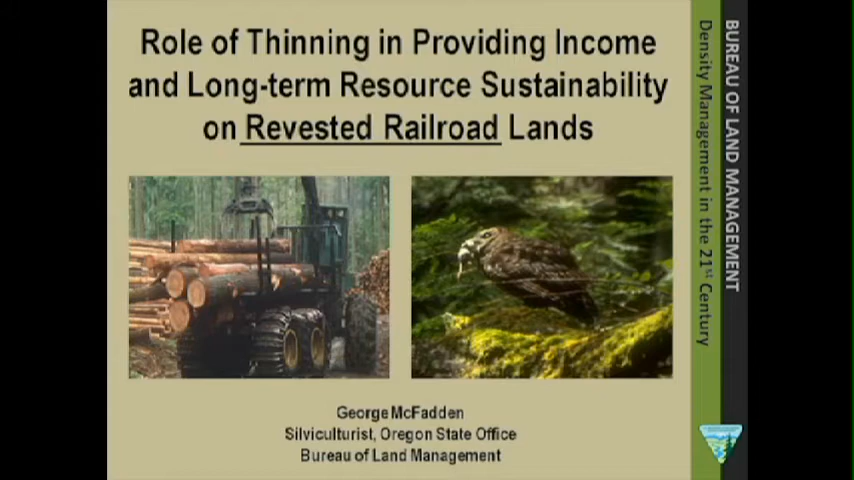 Role of Thinning in Providing Income
and Long-term Resource Sustainability
on Revested Railroad Lands
George McFadden
Silviculturist, Oregon State Office
Bureau of Land Management
BUREAU OF LAND MANAGEMENT
Density Management in the 21st Century